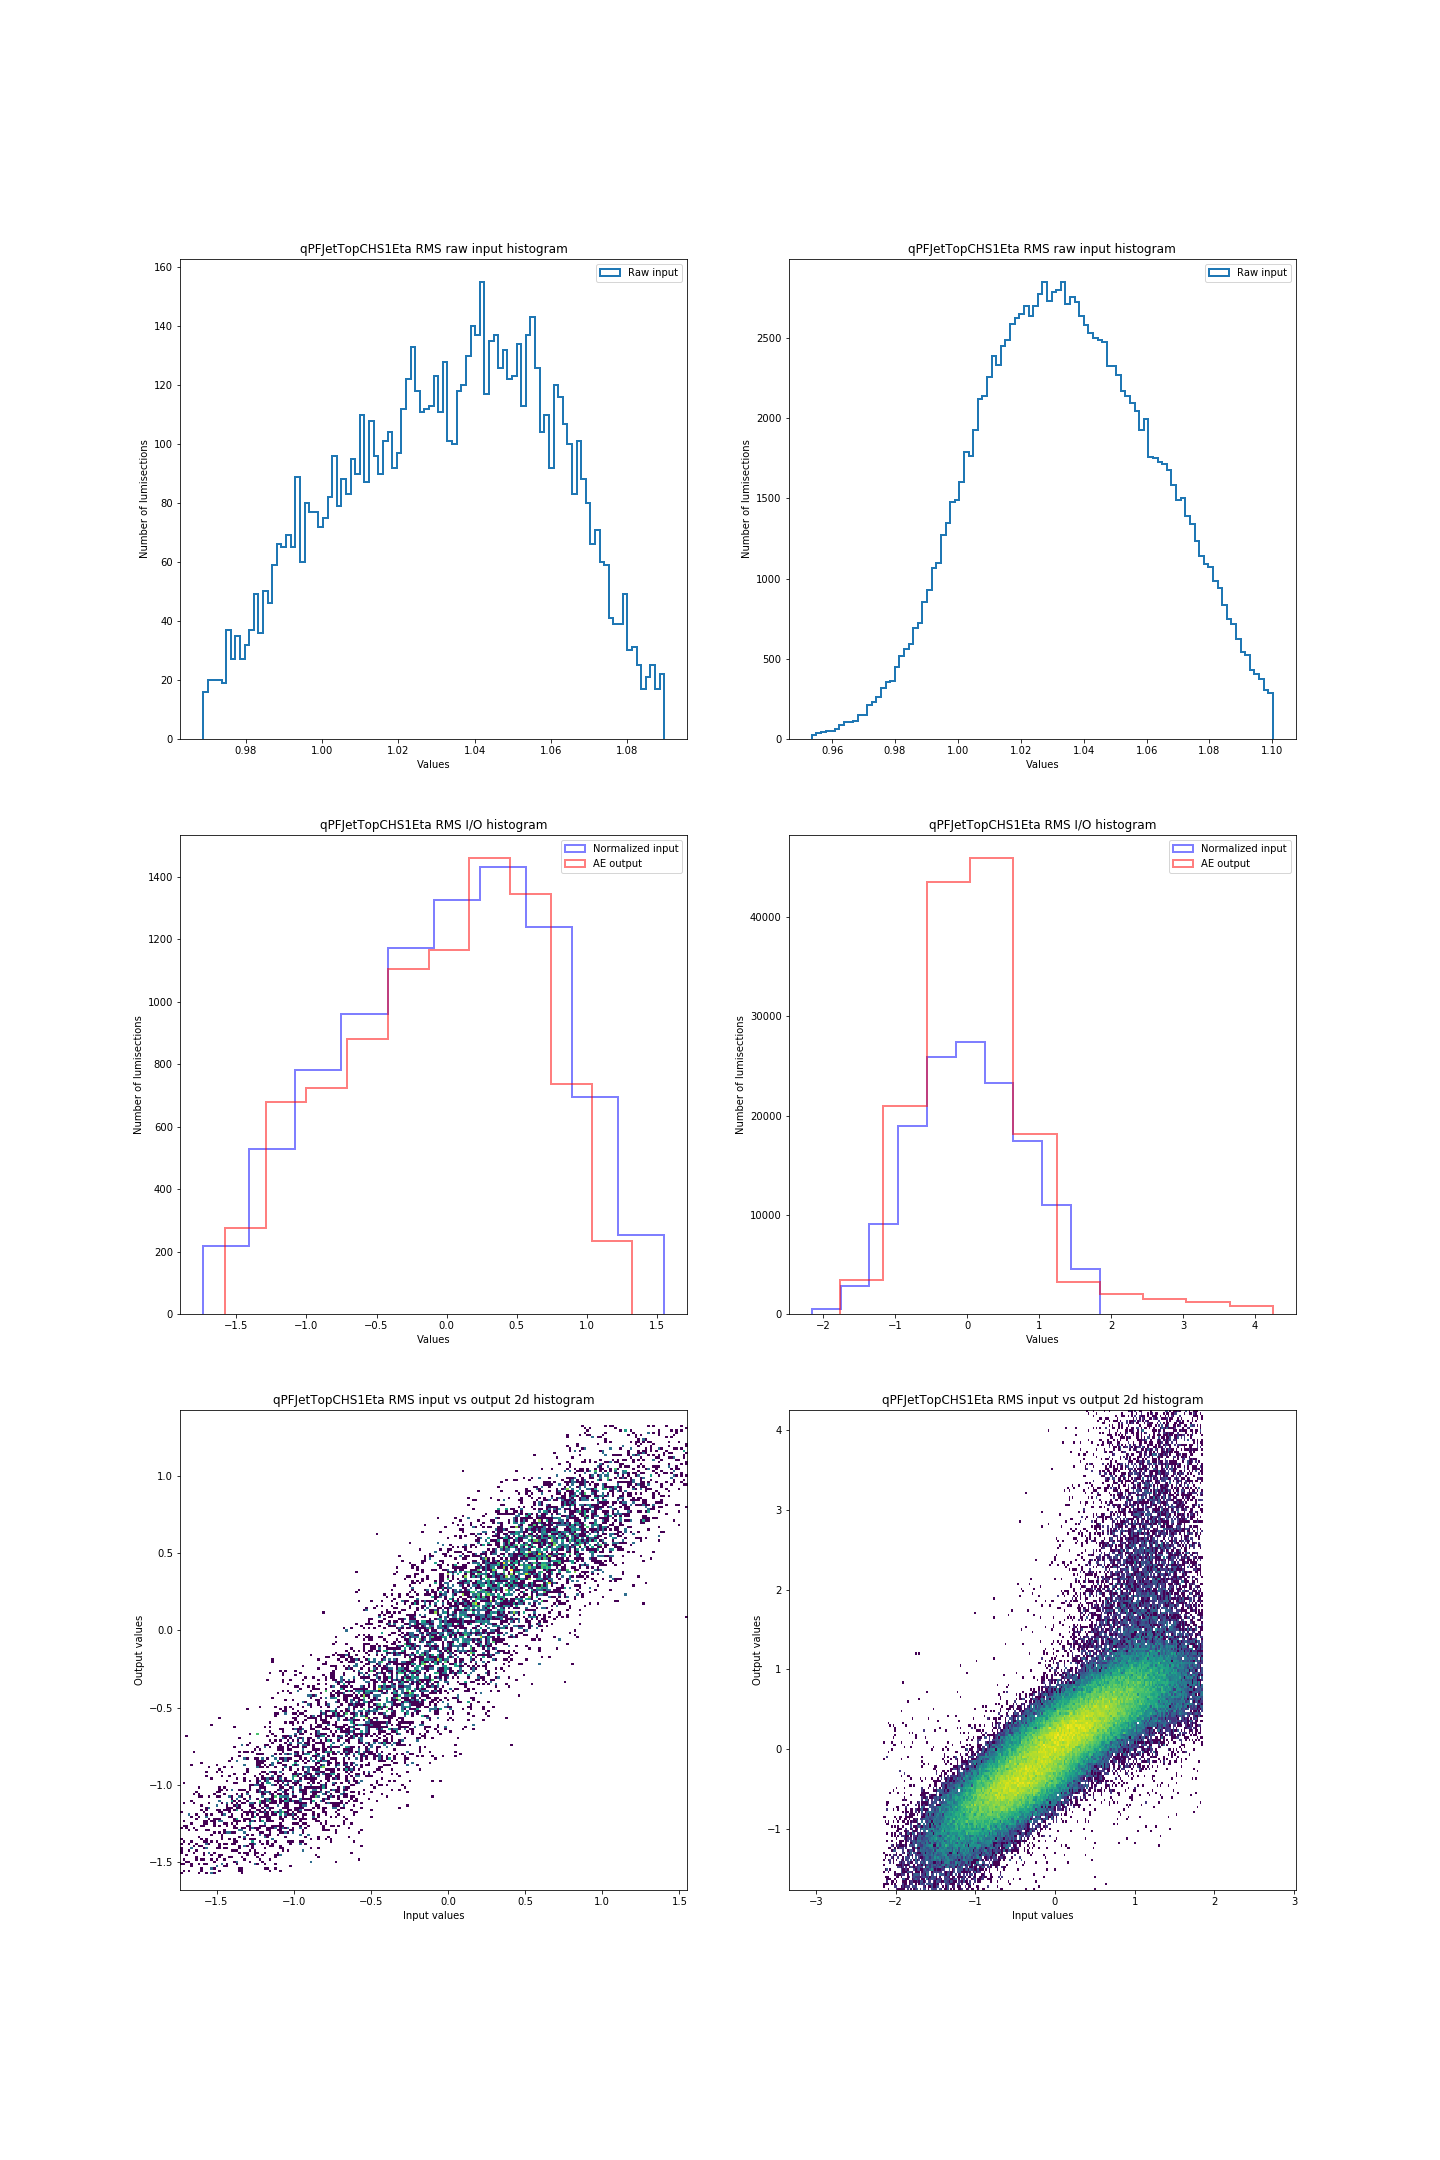 qPFJetTopCHS1Eta RMS raw input histogram
Raw input
160
140
120
100
80
60
40
20
0
Number of lumisections
0.98 1.00 1.02 1.04 1.06 1.08
Values
qPFJetTopCHS1Eta RMS raw input histogram
Raw input
2500
2000
1500
1000
500
0
Number of lumisections
0.96 0.98 1.00 1.02 1.04 1.06 1.08 1.10
Values
qPFJetTopCHS1Eta RMS I/O histogram
Normalized input
AE output
1400
1200
1000
800
600
400
200
0
Number of lumisections
−1.5 −1.0 −0.5 0.0 0.5 1.0 1.5
Values
qPFJetTopCHS1Eta RMS I/O histogram
Normalized input
AE output
40000
30000
20000
10000
0
Number of lumisections
−2 −1 0 1 2 3 4
Values
qPFJetTopCHS1Eta RMS input vs output 2d histogram
1.0
0.5
0.0
−0.5
−1.0
−1.5
Output values
−1.5 −1.0 −0.5 0.0 0.5 1.0 1.5
Input values
qPFJetTopCHS1Eta RMS input vs output 2d histogram
4
3
2
1
0
−1
Output values
−3 −2 −1 0 1 2 3
Input values